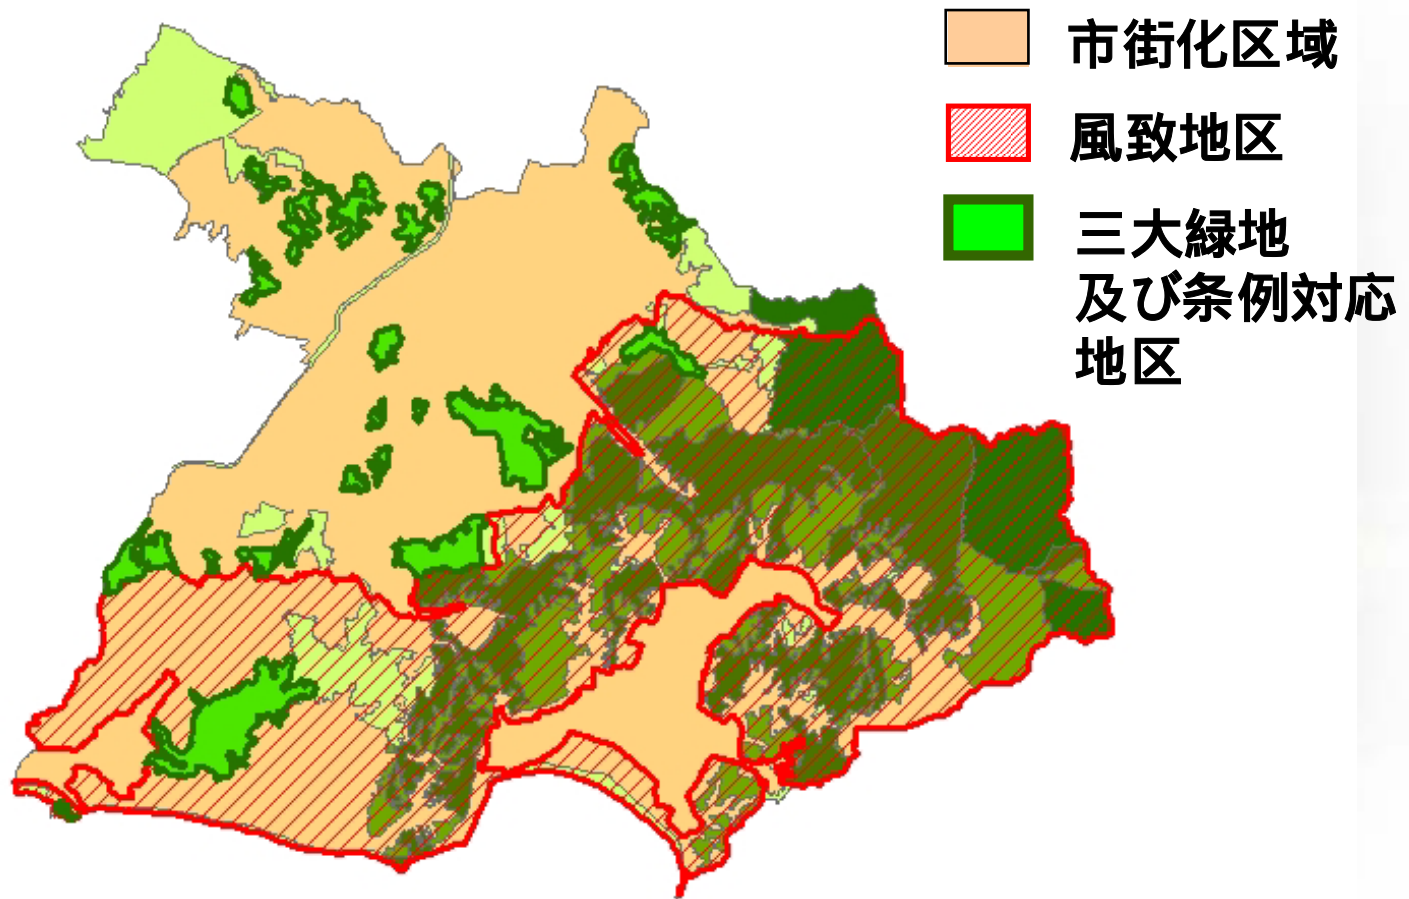 市街化区域
風致地区
三大緑地
及び条例対応
地区